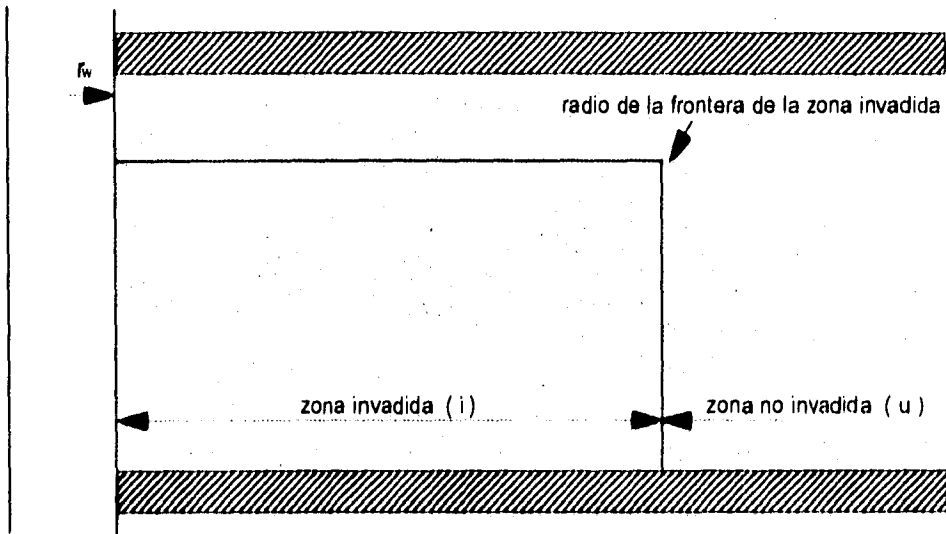 rw
radio de la frontera de la zona invadida
zona invadida ( i )
zona no invadida ( u )